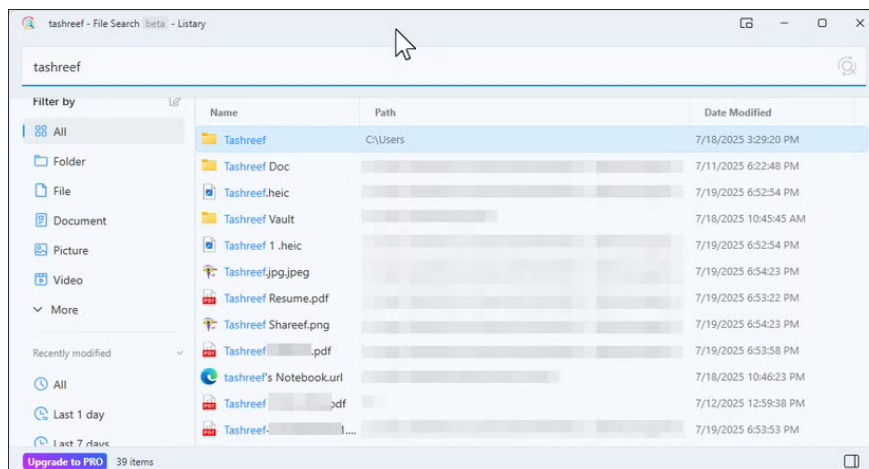 tashreef - File Search beta - Listary
tashreef
Filter by
All
Folder
File
Document
Picture
Video
More
Recently modified
All
Last 1 day
Last 7 days
Name Path Date Modified
Tashreef C:\Users 7/18/2025 3:29:20 PM
Tashreef Doc 7/11/2025 6:22:48 PM
Tashreef.heic 7/19/2025 6:52:54 PM
Tashreef Vault 7/18/2025 10:45:45 AM
Tashreef 1 .heic 7/19/2025 6:52:54 PM
Tashreef.jpg.jpeg 7/19/2025 6:54:23 PM
Tashreef Resume.pdf 7/19/2025 6:53:22 PM
Tashreef Shareef.png 7/19/2025 6:54:23 PM
Tashreef .pdf 7/19/2025 6:53:58 PM
tashreef's Notebook.url 7/18/2025 10:46:23 PM
Tashreef pdf 7/12/2025 12:59:38 PM
Tashreef- 1.... 7/19/2025 6:53:53 PM
Upgrade to PRO 39 items